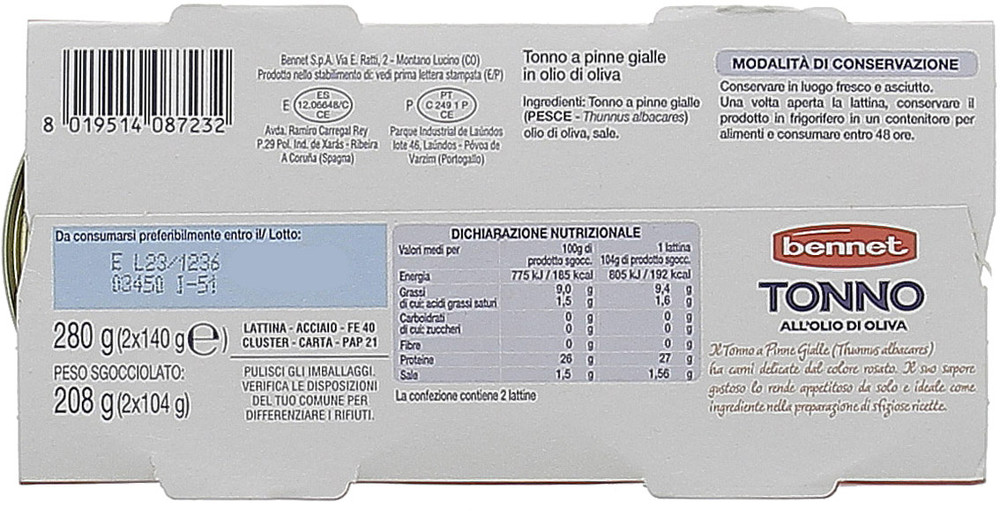 8 019514 087232
Bennet S.p.A. Via E. Ratti, 2 - Montano Lucino (CO)
Prodotto nello stabilimento di: vedi prima lettera stampata (E/P)
E
ES
12.06648/C
CE
Avda. Ramiro Carregal Rey
P.29 Pol. Ind. de Xarás - Ribeira
A Coruña (Spagna)
P
PT
C 249 1 P
CE
Parque Industrial de Laúndos
lote 46, Laúndos - Póvoa de
Varzim (Portogallo)
Tonno a pinne gialle
in olio di oliva
Ingredienti: Tonno a pinne gialle
(PESCE - Thunnus albacares)
olio di oliva, sale.
MODALITÀ DI CONSERVAZIONE
Conservare in luogo fresco e asciutto.
Una volta aperta la lattina, conservare il
prodotto in frigorifero in un contenitore per
alimenti e consumare entro 48 ore.
Da consumarsi preferibilmente entro il/ Lotto:
E L23/1236
03450 I-51
280 g (2x140 g e)
PESO SGOCCIOLATO:
208 g (2x104 g)
LATTINA - ACCIAIO - FE 40
CLUSTER - CARTA - PAP 21
PULISCI GLI IMBALLAGGI.
VERIFICA LE DISPOSIZIONI
DEL TUO COMUNE PER
DIFFERENZIARE I RIFIUTI.
DICHIARAZIONE NUTRIZIONALE
Valori medi per 100g di prodotto sgocc. 1 lattina 104g di prodotto sgocc.
Energia 775 kJ / 185 kcal 805 kJ / 192 kcal
Grassi 9,0 g 9,4 g
di cui: acidi grassi saturi 1,5 g 1,6 g
Carboidrati 0 g 0 g
di cui: zuccheri 0 g 0 g
Fibre 0 g 0 g
Proteine 26 g 27 g
Sale 1,5 g 1,56 g
La confezione contiene 2 lattine
bennet
TONNO
ALL'OLIO DI OLIVA
Il Tonno a Pinne Gialle (Thunnus albacares)
ha carni delicate dal colore rosato. Il suo sapore
gustoso lo rende appetitoso da solo e ideale come
ingrediente nella preparazione di sfiziose ricette.